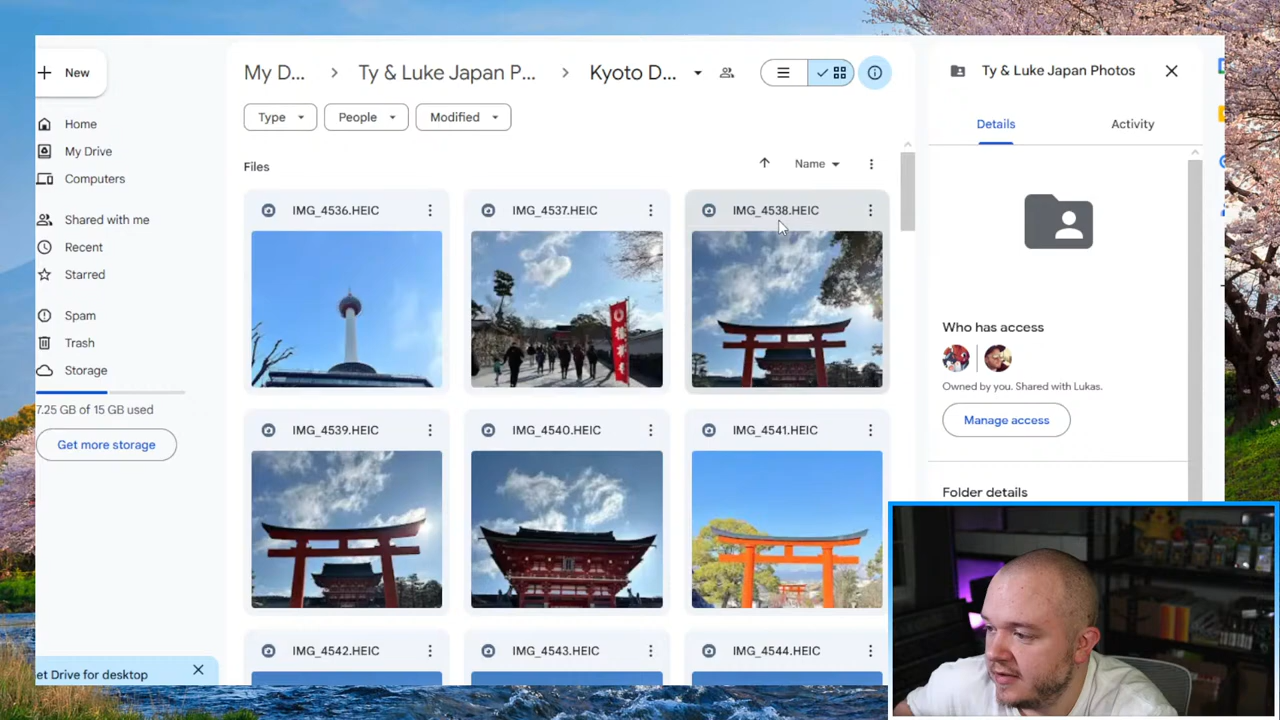 New
Home
My Drive
Computers
Shared with me
Recent
Starred
Spam
Trash
Storage
7.25 GB of 15 GB used
Get more storage
et Drive for desktop
My D... > Ty & Luke Japan P... > Kyoto D...
Type People Modified
Files Name
IMG_4536.HEIC IMG_4537.HEIC IMG_4538.HEIC
IMG_4539.HEIC IMG_4540.HEIC IMG_4541.HEIC
IMG_4542.HEIC IMG_4543.HEIC IMG_4544.HEIC
Ty & Luke Japan Photos
Details Activity
Who has access
Owned by you. Shared with Lukas.
Manage access
Folder details